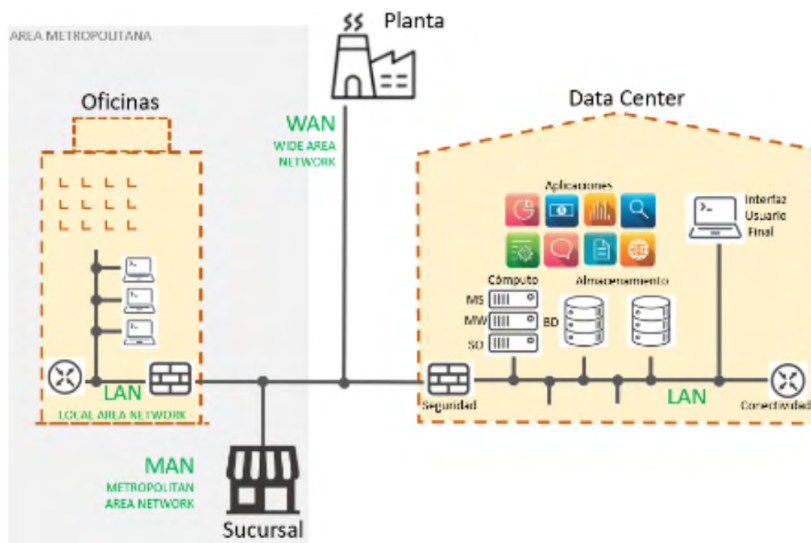 AREA METROPOLITANA
Planta
Oficinas
WAN
WIDE AREA
NETWORK
Data Center
Aplicaciones
Interfaz
Usuario
Final
Cómputo
Almacenamiento
MS
MW
BD
SO
LAN
LOCAL AREA NETWORK
Seguridad
LAN
Conectividad
MAN
METROPOLITAN
AREA NETWORK
Sucursal